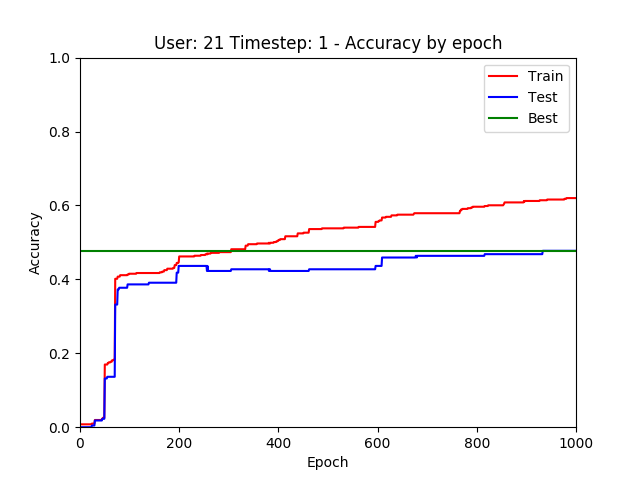 User: 21 Timestep: 1 - Accuracy by epoch
1.0
0.8
0.6
0.4
0.2
0.0
Accuracy
Train
Test
Best
0 200 400 600 800 1000
Epoch